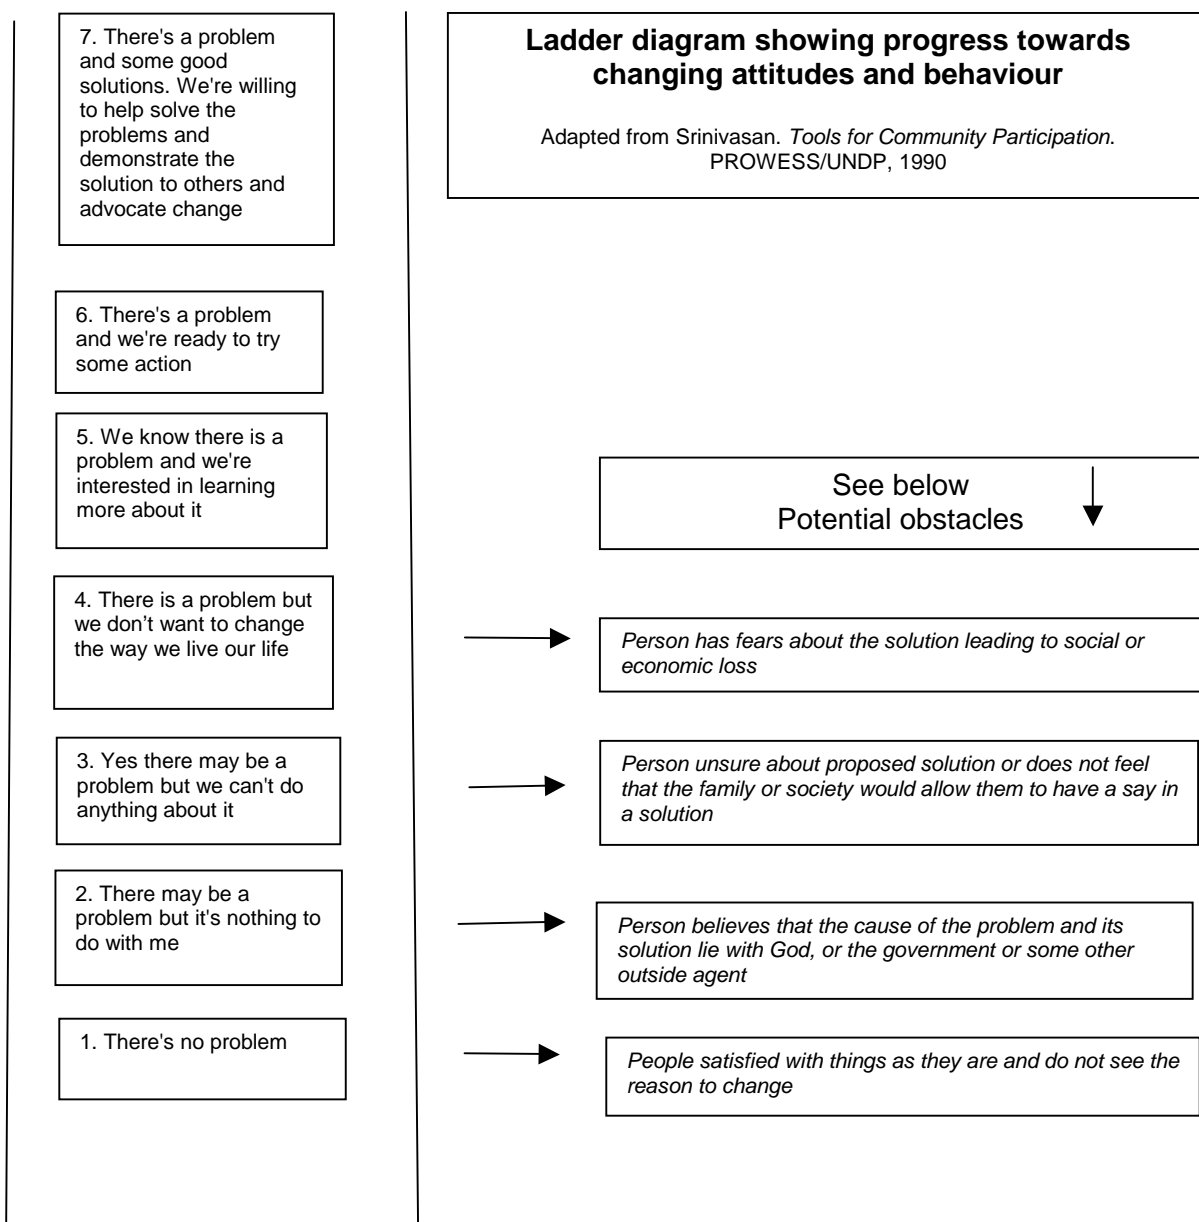 7. There's a problem
and some good
solutions. We're willing
to help solve the
problems and
demonstrate the
solution to others and
advocate change
Ladder diagram showing progress towards
changing attitudes and behaviour
Adapted from Srinivasan. Tools for Community Participation.
PROWESS/UNDP, 1990
6. There's a problem
and we're ready to try
some action
5. We know there is a
problem and we're
interested in learning
more about it
See below
Potential obstacles
4. There is a problem but
we don’t want to change
the way we live our life
Person has fears about the solution leading to social or
economic loss
3. Yes there may be a
problem but we can't do
anything about it
Person unsure about proposed solution or does not feel
that the family or society would allow them to have a say in
a solution
2. There may be a
problem but it's nothing to
do with me
Person believes that the cause of the problem and its
solution lie with God, or the government or some other
outside agent
1. There's no problem
People satisfied with things as they are and do not see the
reason to change